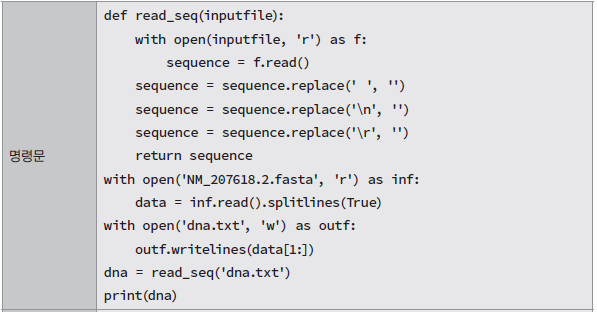 def read_seq(inputfile):
    with open(inputfile, 'r') as f:
        sequence = f.read()
    sequence = sequence.replace(' ', '')
    sequence = sequence.replace('\n', '')
    sequence = sequence.replace('\r', '')
명령문
    return sequence
with open('NM_207618.2.fasta', 'r') as inf:
    data = inf.read().splitlines(True)
with open('dna.txt', 'w') as outf:
    outf.writelines(data[1:])
dna = read_seq('dna.txt')
print(dna)